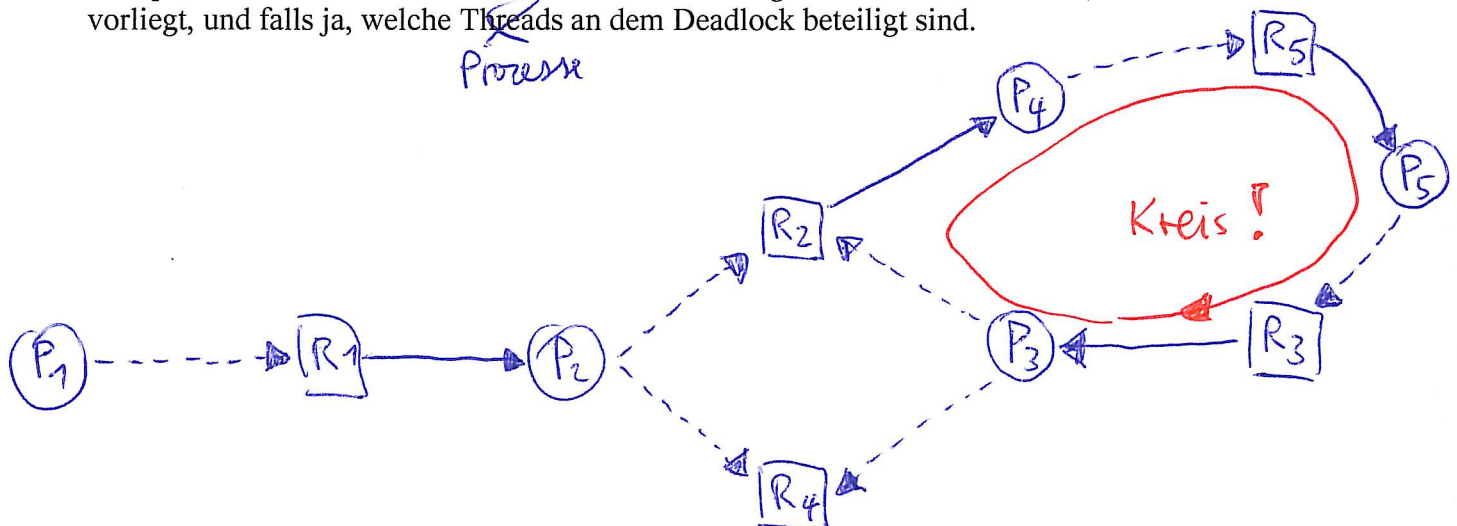 vorliegt, und falls ja, welche Threads an dem Deadlock beteiligt sind.
Prozesse
R5
P4
P5
R2
Kreis!
P1
R1
P2
P3
R3
R4